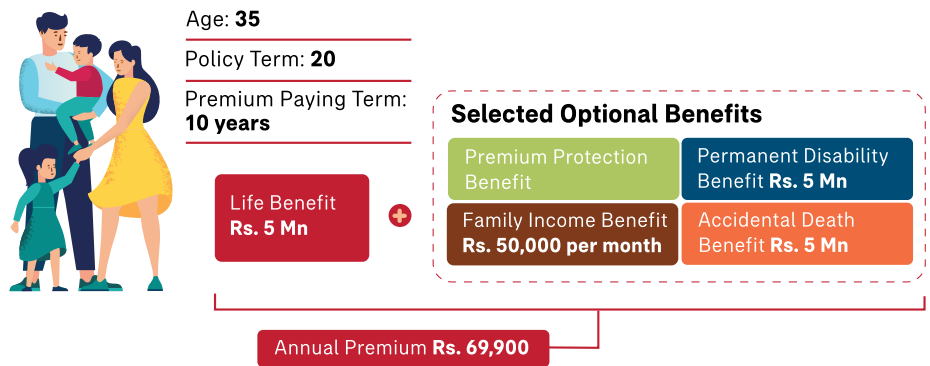 Age: 35
Policy Term: 20
Premium Paying Term:
10 years
Life Benefit
Rs. 5 Mn
Selected Optional Benefits
Premium Protection
Benefit
Permanent Disability
Benefit Rs. 5 Mn
Family Income Benefit
Rs. 50,000 per month
Accidental Death
Benefit Rs. 5 Mn
Annual Premium Rs. 69,900